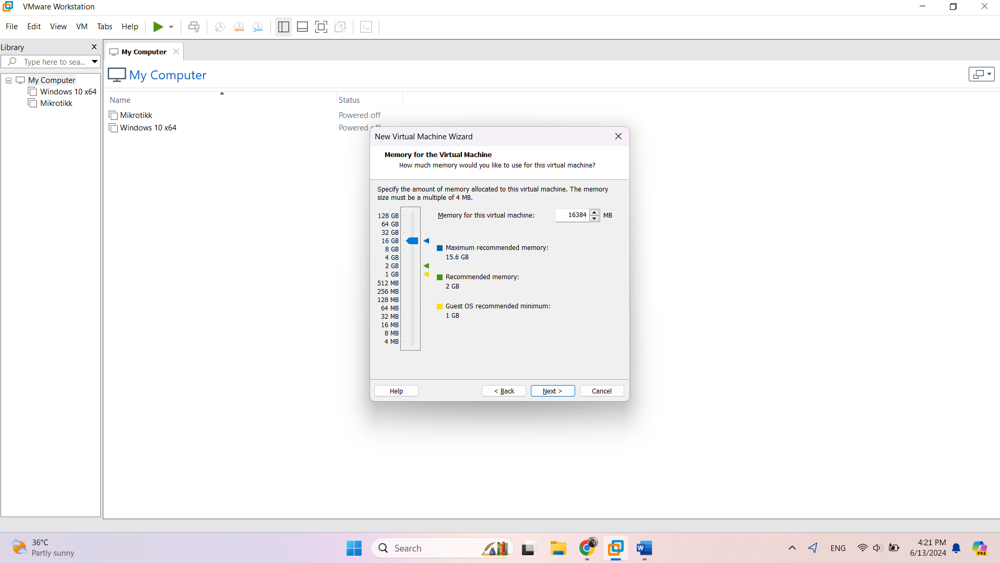 VMware Workstation
File Edit View VM Tabs Help
Library
Type here to sea...
My Computer
Windows 10 x64
Mikrotikk
My Computer
My Computer
Name Status
Mikrotikk Powered off
Windows 10 x64 Powered off
New Virtual Machine Wizard
Memory for the Virtual Machine
How much memory would you like to use for this virtual machine?
Specify the amount of memory allocated to this virtual machine. The memory
size must be a multiple of 4 MB.
128 GB
64 GB
32 GB
16 GB
8 GB
4 GB
2 GB
1 GB
512 MB
256 MB
128 MB
64 MB
32 MB
16 MB
8 MB
4 MB
Memory for this virtual machine: 16384 MB
Maximum recommended memory:
15.6 GB
Recommended memory:
2 GB
Guest OS recommended minimum:
1 GB
Help < Back Next > Cancel
36°C
Partly sunny
Search
W
ENG
4:21 PM
6/13/2024
PRE